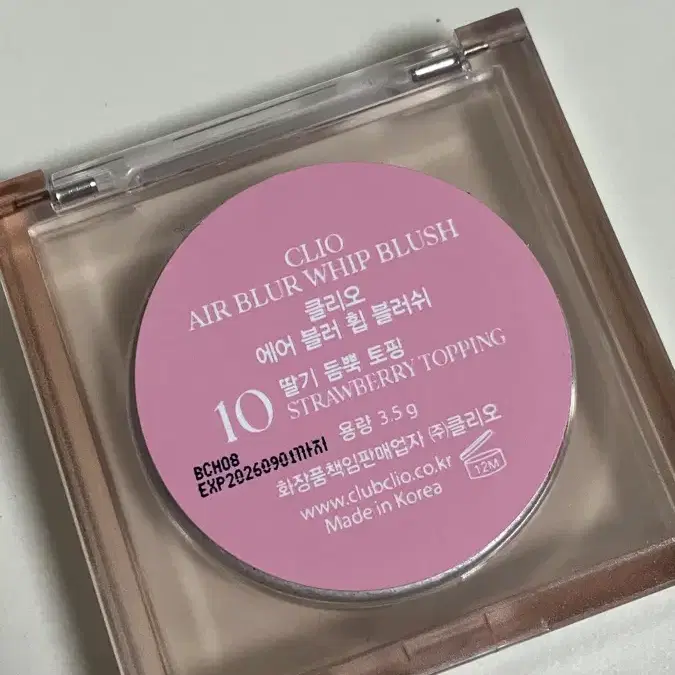 CLIO
AIR BLUR WHIP BLUSH
클리오
에어 블러 휩 블러쉬
10 딸기 듬뿍 토핑
STRAWBERRY TOPPING
BCH08
EXP20260901까지 용량 3.5 g
화장품책임판매업자 ㈜클리오
www.clubclio.co.kr 12M
Made in Korea